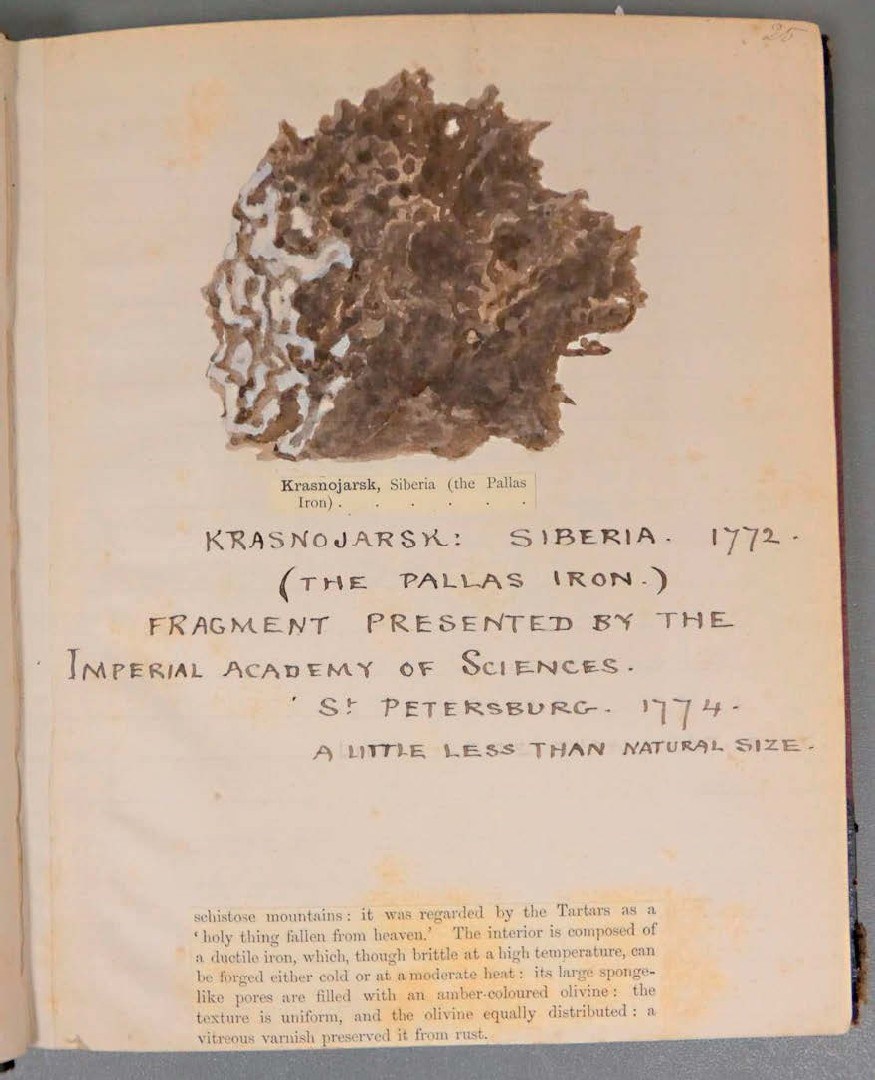 25
Krasnojarsk, Siberia (the Pallas
Iron) . . . . . .
KRASNOJARSK: SIBERIA. 1772.
(THE PALLAS IRON.)
FRAGMENT PRESENTED BY THE
IMPERIAL ACADEMY OF SCIENCES.
St PETERSBURG. 1774.
A LITTLE LESS THAN NATURAL SIZE.
schistose mountains: it was regarded by the Tartars as a
‘holy thing fallen from heaven.’ The interior is composed of
a ductile iron, which, though brittle at a high temperature, can
be forged either cold or at a moderate heat: its large sponge-
like pores are filled with an amber-coloured olivine: the
texture is uniform, and the olivine equally distributed: a
vitreous varnish preserved it from rust.